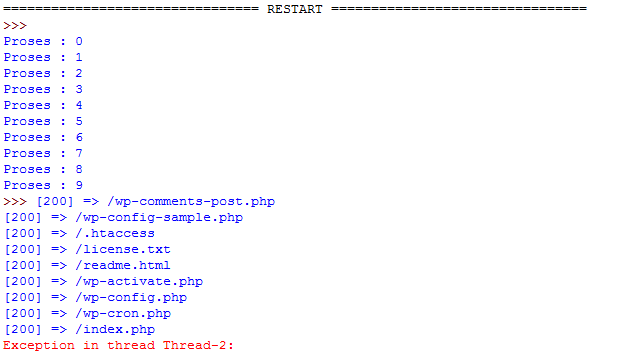 ================================ RESTART ================================
>>>
Proses : 0
Proses : 1
Proses : 2
Proses : 3
Proses : 4
Proses : 5
Proses : 6
Proses : 7
Proses : 8
Proses : 9
>>> [200] => /wp-comments-post.php
[200] => /wp-config-sample.php
[200] => /.htaccess
[200] => /license.txt
[200] => /readme.html
[200] => /wp-activate.php
[200] => /wp-config.php
[200] => /wp-cron.php
[200] => /index.php
Exception in thread Thread-2: